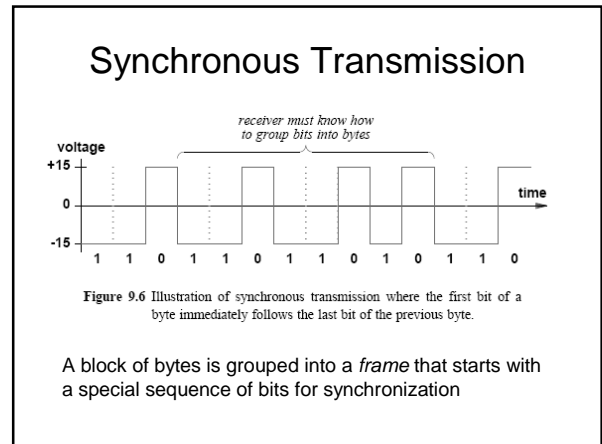 Synchronous Transmission
receiver must know how
to group bits into bytes
voltage
+15
time
0
-15
1 1 0 1 1 0 1 1 0 1 0 1 1 0
Figure 9.6 Illustration of synchronous transmission where the first bit of a
byte immediately follows the last bit of the previous byte.
A block of bytes is grouped into a frame that starts with
a special sequence of bits for synchronization